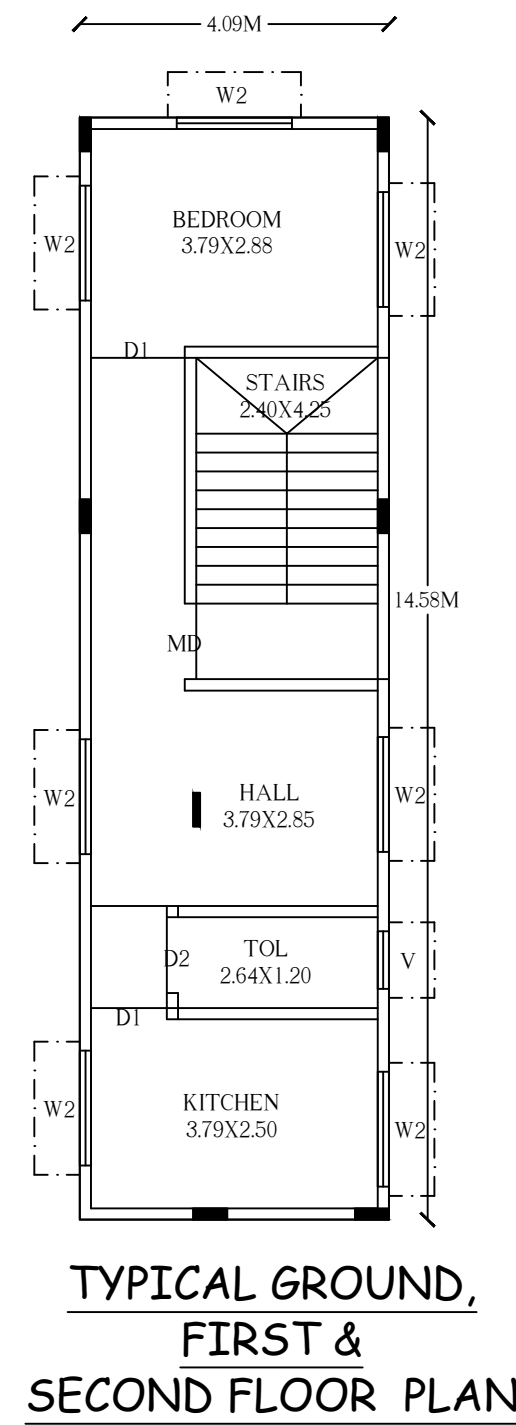 4.09M
W2
BEDROOM
3.79X2.88
W2
W2
D1
STAIRS
2.40X4.25
14.58M
MD
HALL
3.79X2.85
W2
W2
TOL
2.64X1.20
D2
V
D1
KITCHEN
3.79X2.50
W2
W2
TYPICAL GROUND,
FIRST &
SECOND FLOOR PLAN